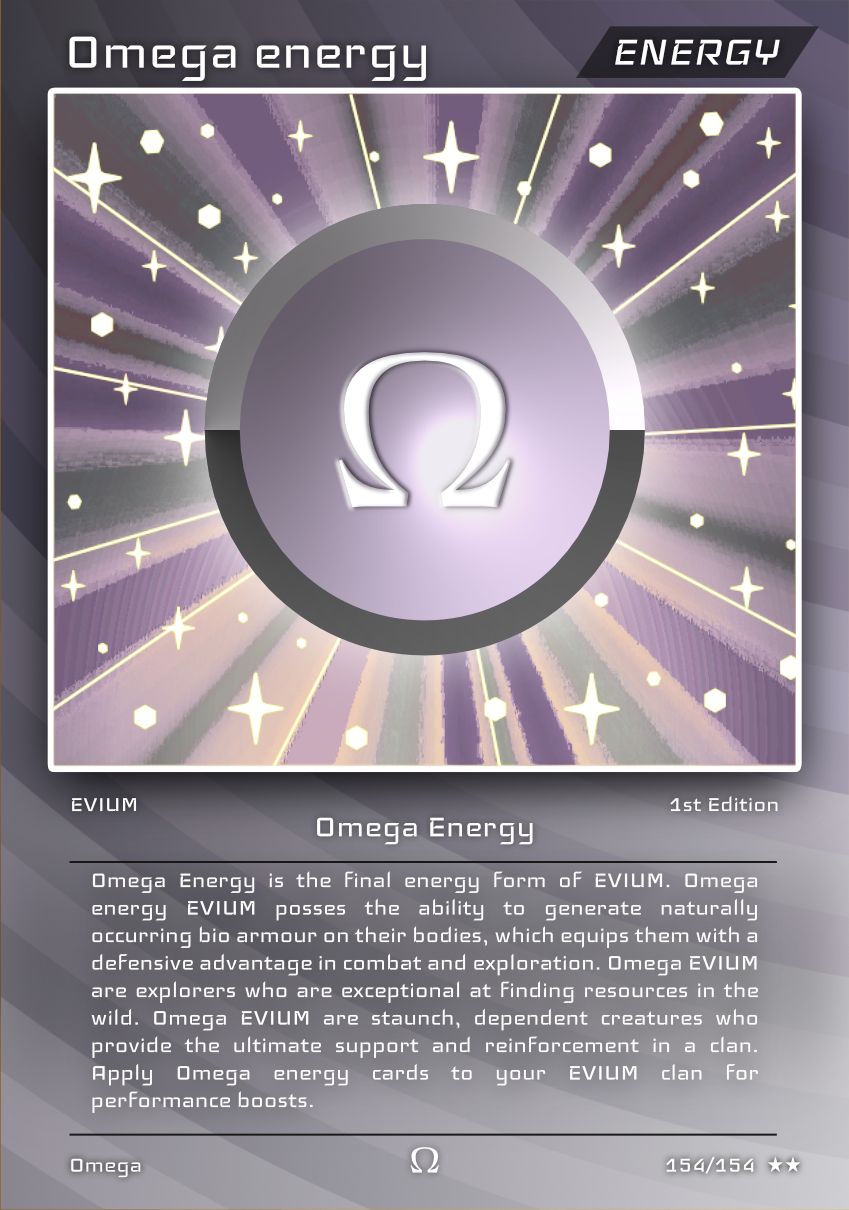 Omega energy
ENERGY
Ω
EVIUM
1st Edition
Omega Energy
Omega Energy is the final energy form of EVIUM. Omega
energy EVIUM posses the ability to generate naturally
occurring bio armour on their bodies, which equips them with a
defensive advantage in combat and exploration. Omega EVIUM
are explorers who are exceptional at finding resources in the
wild. Omega EVIUM are staunch, dependent creatures who
provide the ultimate support and reinforcement in a clan.
Apply Omega energy cards to your EVIUM clan for
performance boosts.
Omega
Ω
154/154 ★★